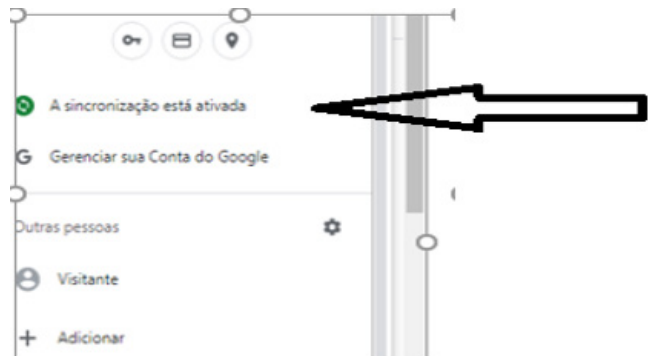 A sincronização está ativada
G Gerenciar sua Conta do Google
Outras pessoas
Visitante
Adicionar